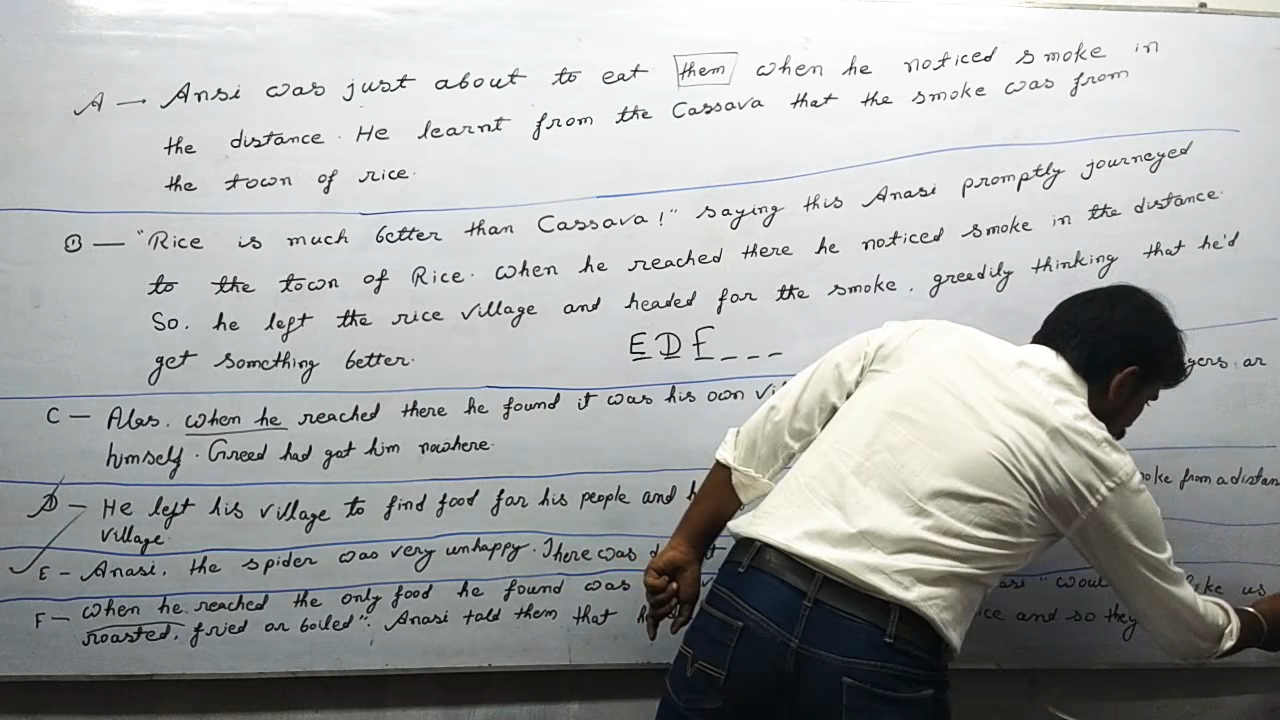 A → Ansi was just about to eat them when he noticed smoke in
the distance. He learnt from the Cassava that the smoke was from
the town of rice.
B — "Rice is much better than Cassava!" saying this Anasi promptly journeyed
to the town of Rice. When he reached there he noticed smoke in the distance.
So, he left the rice village and headed for the smoke, greedily thinking that he'd
get something better.
E D F _ _ _
C — Alas, when he reached there he found it was his own
himself. Greed had got him nowhere.
D — He left his village to find food for his people and
from a distan
village.
E - Anasi, the spider was very unhappy. There was
F — when he reached the only food he found was
us
roasted, fried or boiled". Anasi told them that
and so they